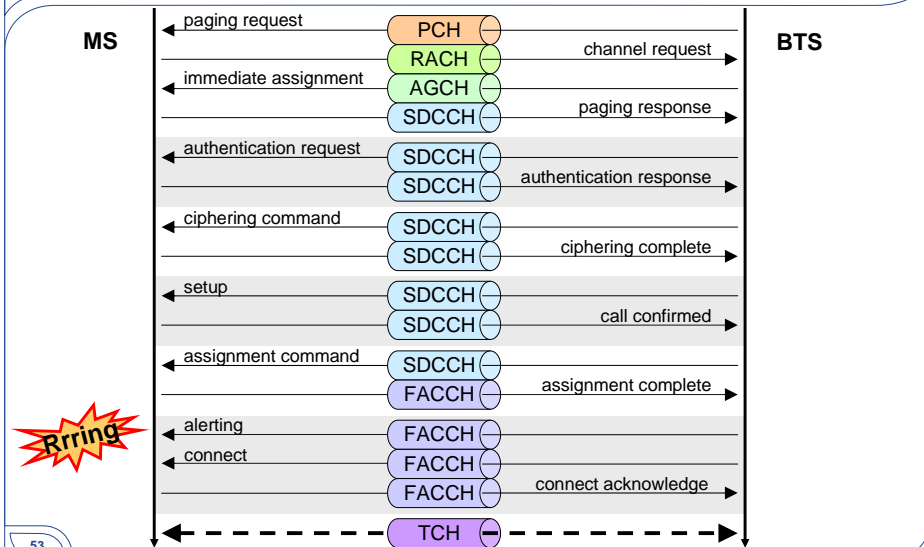 paging request
PCH
MS
BTS
RACH
channel request
immediate assignment
AGCH
SDCCH
paging response
authentication request
SDCCH
SDCCH
authentication response
ciphering command
SDCCH
SDCCH
ciphering complete
setup
SDCCH
SDCCH
call confirmed
assignment command
SDCCH
FACCH
assignment complete
Rrring
alerting
FACCH
connect
FACCH
FACCH
connect acknowledge
TCH
53